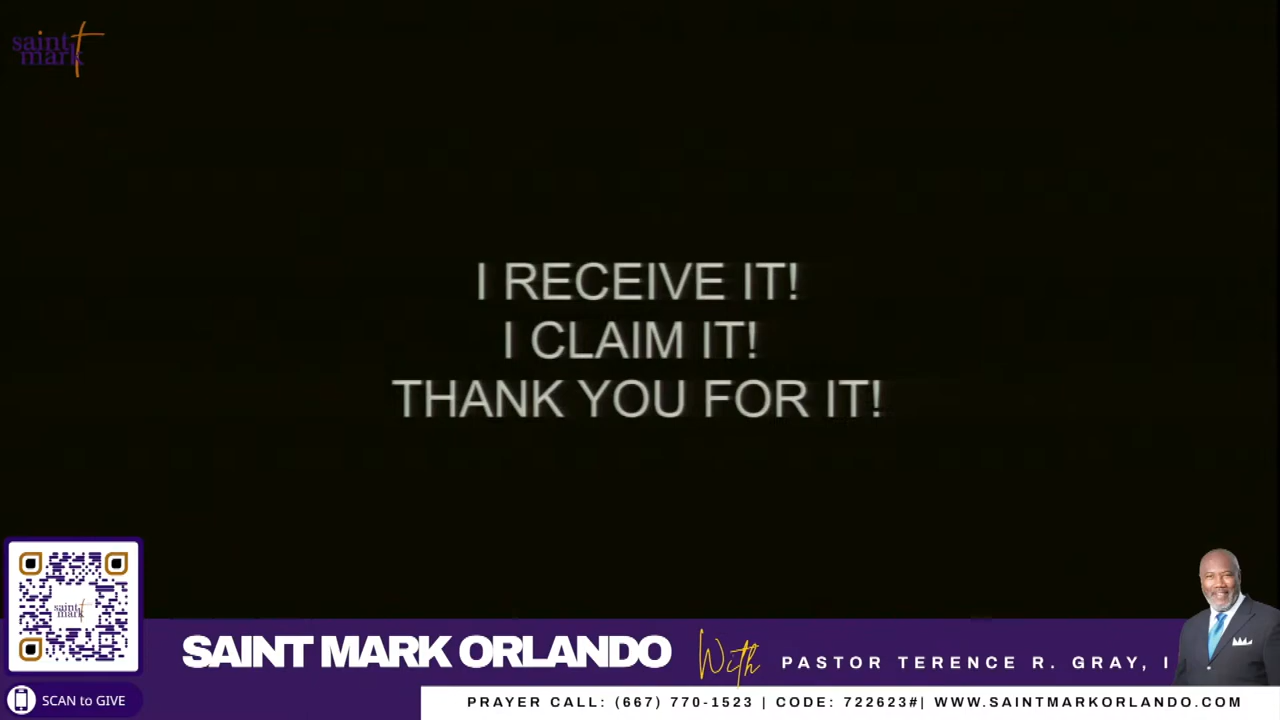 saint
mark
I RECEIVE IT!
I CLAIM IT!
THANK YOU FOR IT!
saint
mark
SAINT MARK ORLANDO With PASTOR TERENCE R. GRAY, I
SCAN to GIVE
PRAYER CALL: (667) 770-1523 | CODE: 722623#| WWW.SAINTMARKORLANDO.COM